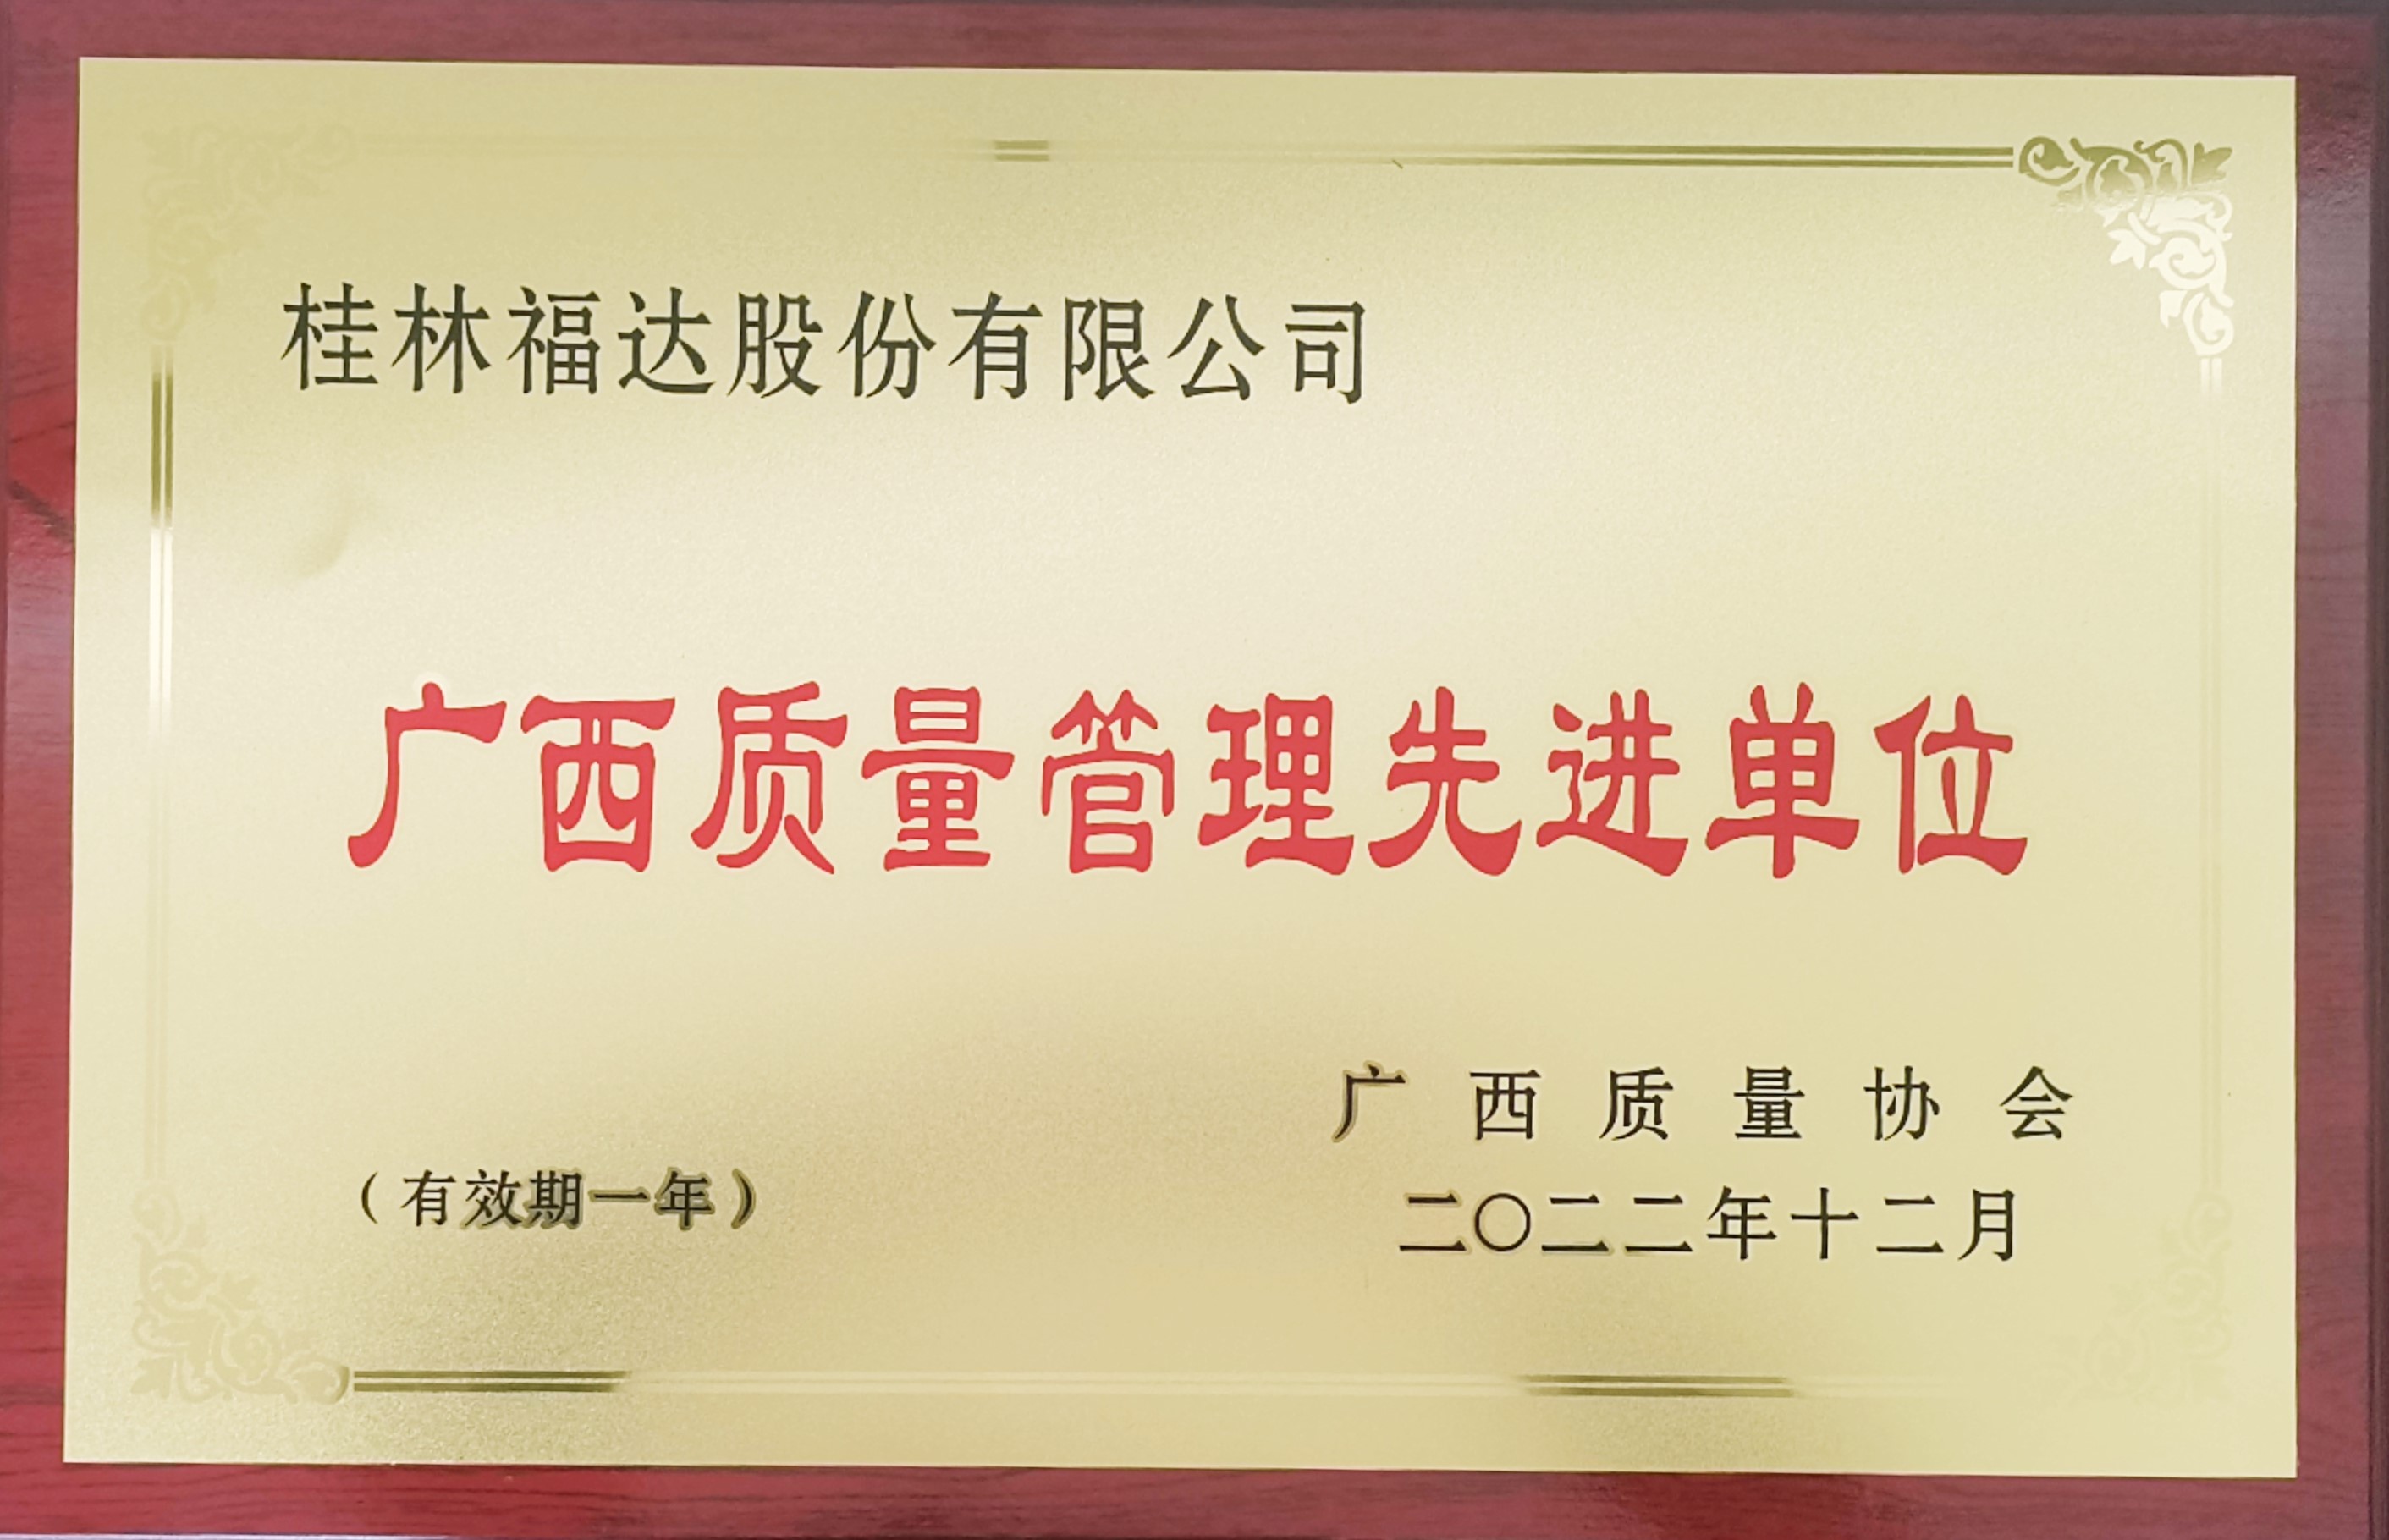 桂林福达股份有限公司
广西质量管理先进单位
广西质量协会
（有效期一年）
二〇二二年十二月